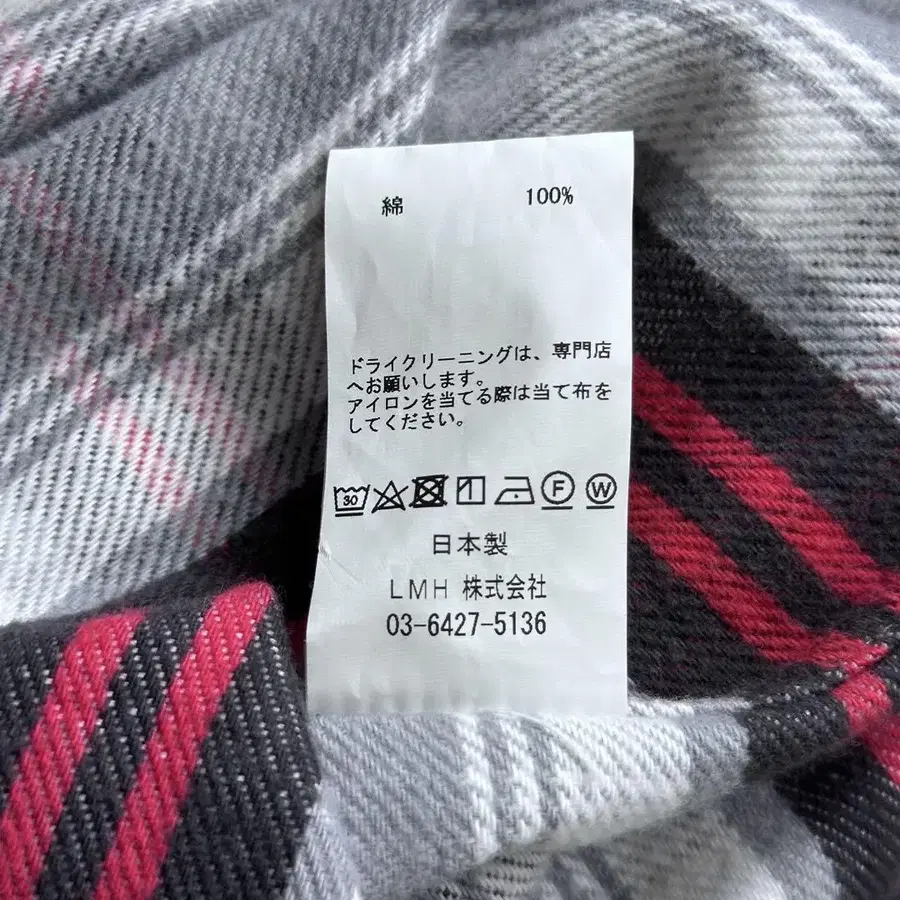 綿 100%
ドライクリーニングは、専門店
へお願いします。
アイロンを当てる際は当て布を
してください。
30 F W
日本製
LMH 株式会社
03-6427-5136